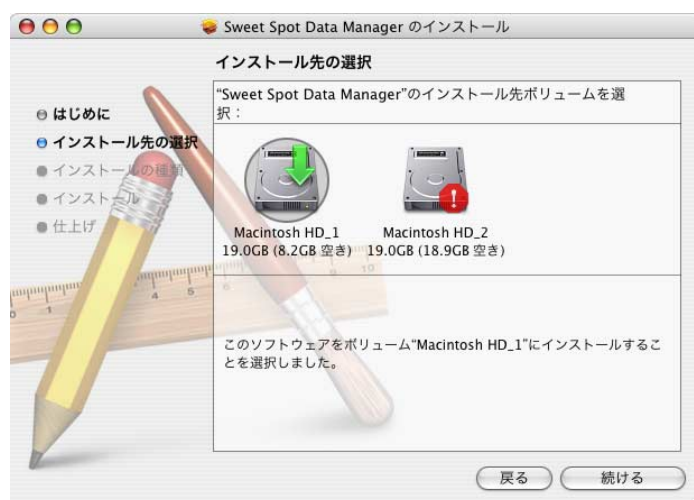 Sweet Spot Data Manager のインストール
インストール先の選択
はじめに
インストール先の選択
インストールの種類
インストール
仕上げ
“Sweet Spot Data Manager”のインストール先ボリュームを選
択：
Macintosh HD_1
19.0GB (8.2GB 空き)
Macintosh HD_2
19.0GB (18.9GB 空き)
このソフトウェアをボリューム“Macintosh HD_1”にインストールするこ
とを選択しました。
戻る
続ける